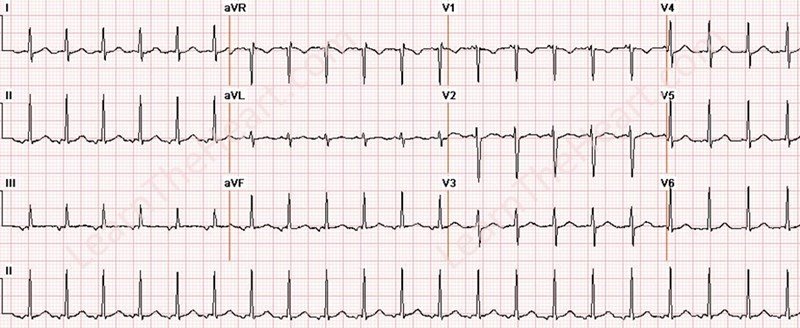 I aVR V1 V4
II aVL V2 V5
III aVF V3 V6
II
LearnTheHeart.com
LearnTheHeart.com